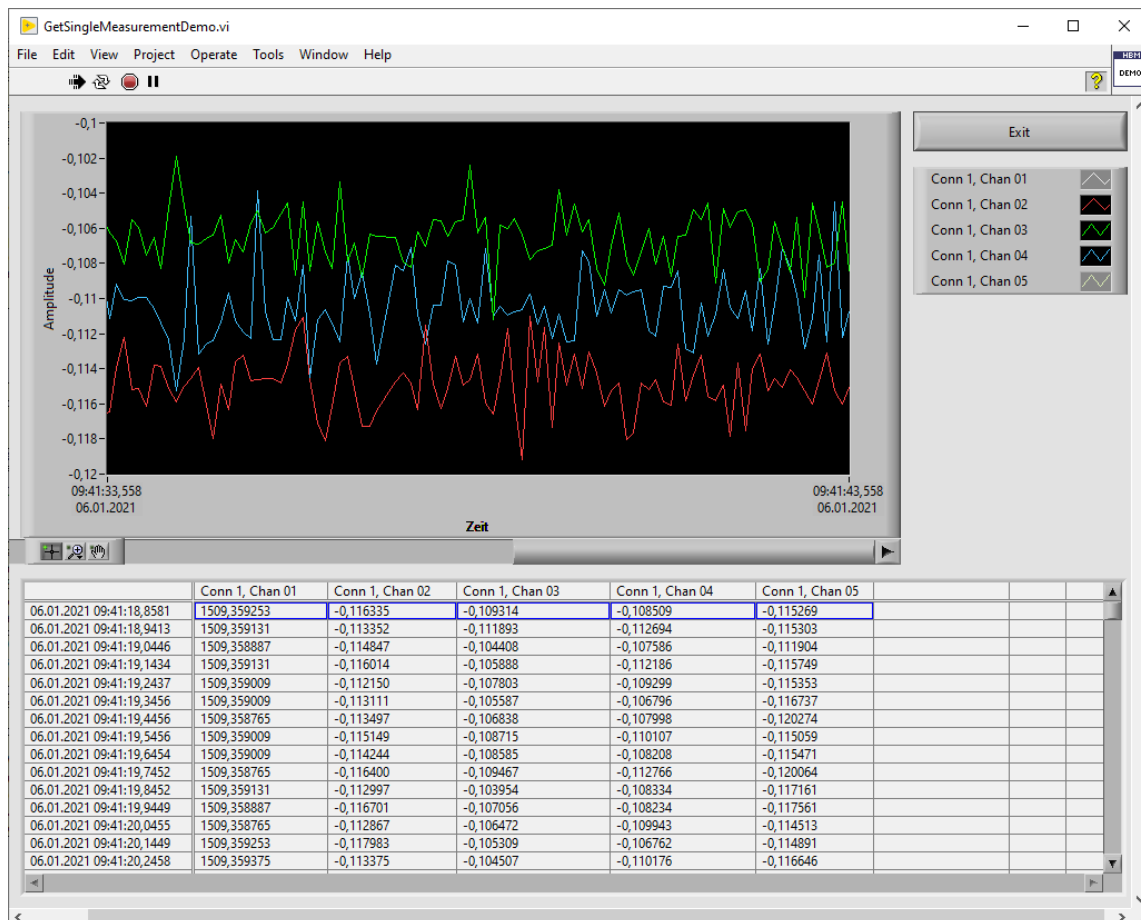 GetSingleMeasurementDemo.vi
File Edit View Project Operate Tools Window Help
HBM
DEMO
-0,1
-0,102
-0,104
-0,106
-0,108
-0,11
-0,112
-0,114
-0,116
-0,118
-0,12
Amplitude
09:41:33,558
06.01.2021
09:41:43,558
06.01.2021
Zeit
Exit
Conn 1, Chan 01
Conn 1, Chan 02
Conn 1, Chan 03
Conn 1, Chan 04
Conn 1, Chan 05
Conn 1, Chan 01 Conn 1, Chan 02 Conn 1, Chan 03 Conn 1, Chan 04 Conn 1, Chan 05
06.01.2021 09:41:18,8581 1509,359253 -0,116335 -0,109314 -0,108509 -0,115269
06.01.2021 09:41:18,9413 1509,359131 -0,113352 -0,111893 -0,112694 -0,115303
06.01.2021 09:41:19,0446 1509,358887 -0,114847 -0,104408 -0,107586 -0,111904
06.01.2021 09:41:19,1434 1509,359131 -0,116014 -0,105888 -0,112186 -0,115749
06.01.2021 09:41:19,2437 1509,359009 -0,112150 -0,107803 -0,109299 -0,115353
06.01.2021 09:41:19,3456 1509,359009 -0,113111 -0,105587 -0,106796 -0,116737
06.01.2021 09:41:19,4456 1509,358765 -0,113497 -0,106838 -0,107998 -0,120274
06.01.2021 09:41:19,5456 1509,359009 -0,115149 -0,108715 -0,110107 -0,115059
06.01.2021 09:41:19,6454 1509,359009 -0,114244 -0,108585 -0,108208 -0,115471
06.01.2021 09:41:19,7452 1509,358765 -0,116400 -0,109467 -0,112766 -0,120064
06.01.2021 09:41:19,8452 1509,359131 -0,112997 -0,103954 -0,108334 -0,117161
06.01.2021 09:41:19,9449 1509,358887 -0,116701 -0,107056 -0,108234 -0,117561
06.01.2021 09:41:20,0455 1509,358765 -0,112867 -0,106472 -0,109943 -0,114513
06.01.2021 09:41:20,1449 1509,359253 -0,117983 -0,105309 -0,106762 -0,114891
06.01.2021 09:41:20,2458 1509,359375 -0,113375 -0,104507 -0,110176 -0,116646